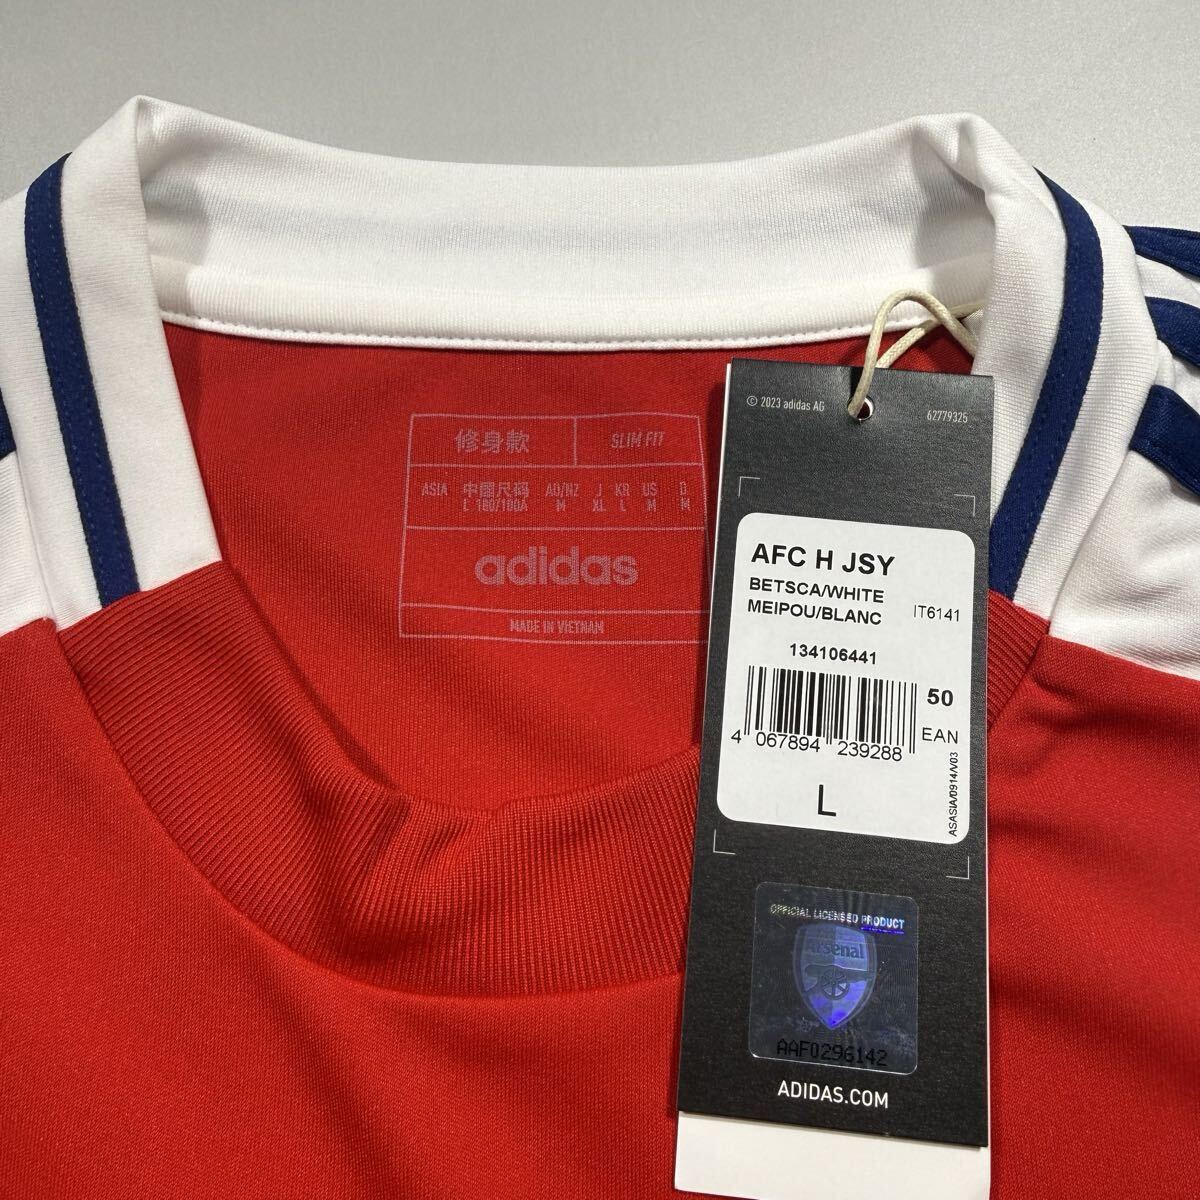 修身款 SLIM FIT
ASIA 中國尺码 AU/NZ J KR US D
L 180/100A M XL L M M
adidas
MADE IN VIETNAM
© 2023 adidas AG 62779325
AFC H JSY
BETSCA/WHITE
MEIPOU/BLANC IT6141
134106441
50
EAN
4 067894 239288
L
ASASIA/0914/V03
OFFICIAL LICENSED PRODUCT
Arsenal
AAF0296142
ADIDAS.COM